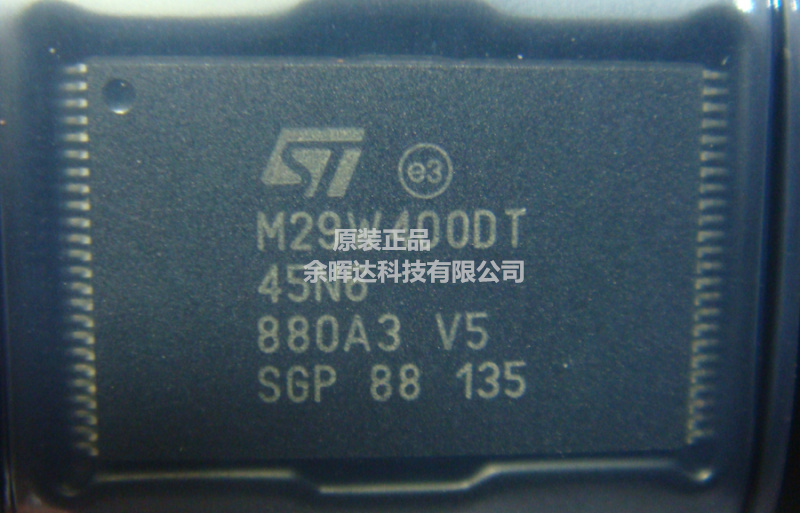 ST e3
M29W400DT
原装正品
余晖达科技有限公司
45N6
880A3 V5
SGP 88 135